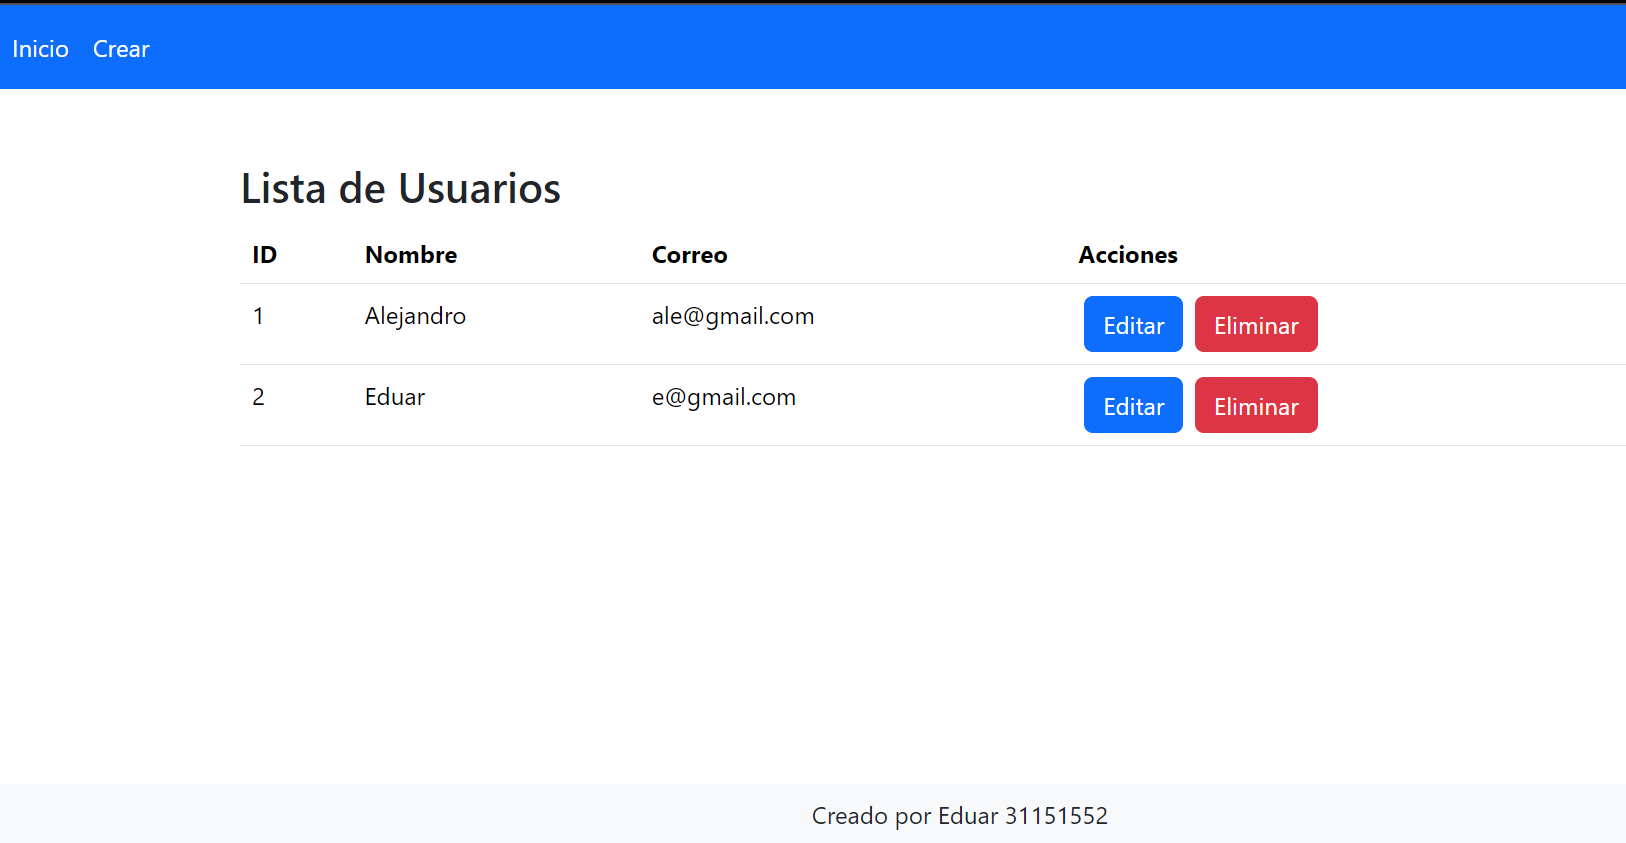 Inicio Crear
Lista de Usuarios
ID Nombre Correo Acciones
1 Alejandro ale@gmail.com Editar Eliminar
2 Eduar e@gmail.com Editar Eliminar
Creado por Eduar 31151552